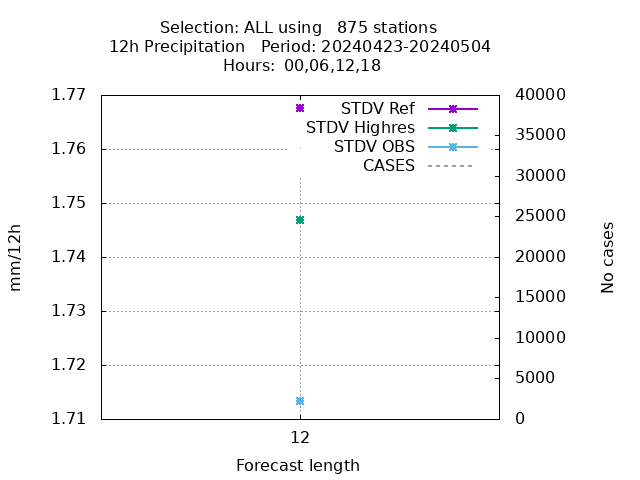 Selection: ALL using   875 stations
12h Precipitation   Period: 20240423-20240504
Hours: 00,06,12,18
STDV Ref
STDV Highres
STDV OBS
CASES
1.77
1.76
1.75
1.74
1.73
1.72
1.71
mm/12h
40000
35000
30000
25000
20000
15000
10000
5000
0
No cases
12
Forecast length